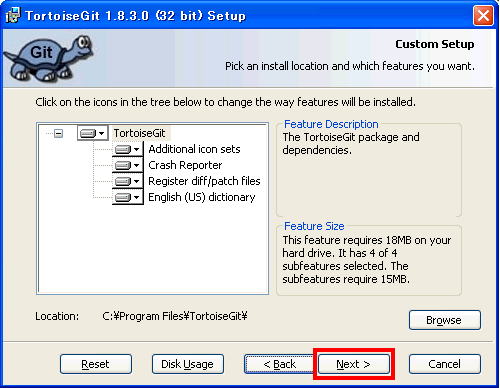 TortoiseGit 1.8.3.0 (32 bit) Setup
Git
Custom Setup
Pick an install location and which features you want.
Click on the icons in the tree below to change the way features will be installed.
TortoiseGit
Additional icon sets
Crash Reporter
Register diff/patch files
English (US) dictionary
Feature Description
The TortoiseGit package and
dependencies.
Feature Size
This feature requires 18MB on your
hard drive. It has 4 of 4
subfeatures selected. The
subfeatures require 15MB.
Location: C:¥Program Files¥TortoiseGit¥
Browse
Reset Disk Usage < Back Next > Cancel